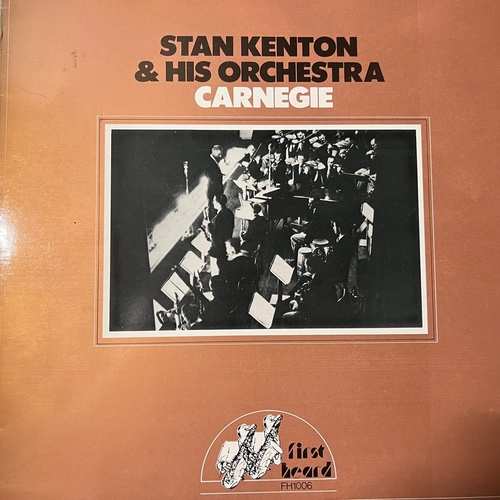 STAN KENTON
& HIS ORCHESTRA
CARNEGIE
first
heard
FH1006